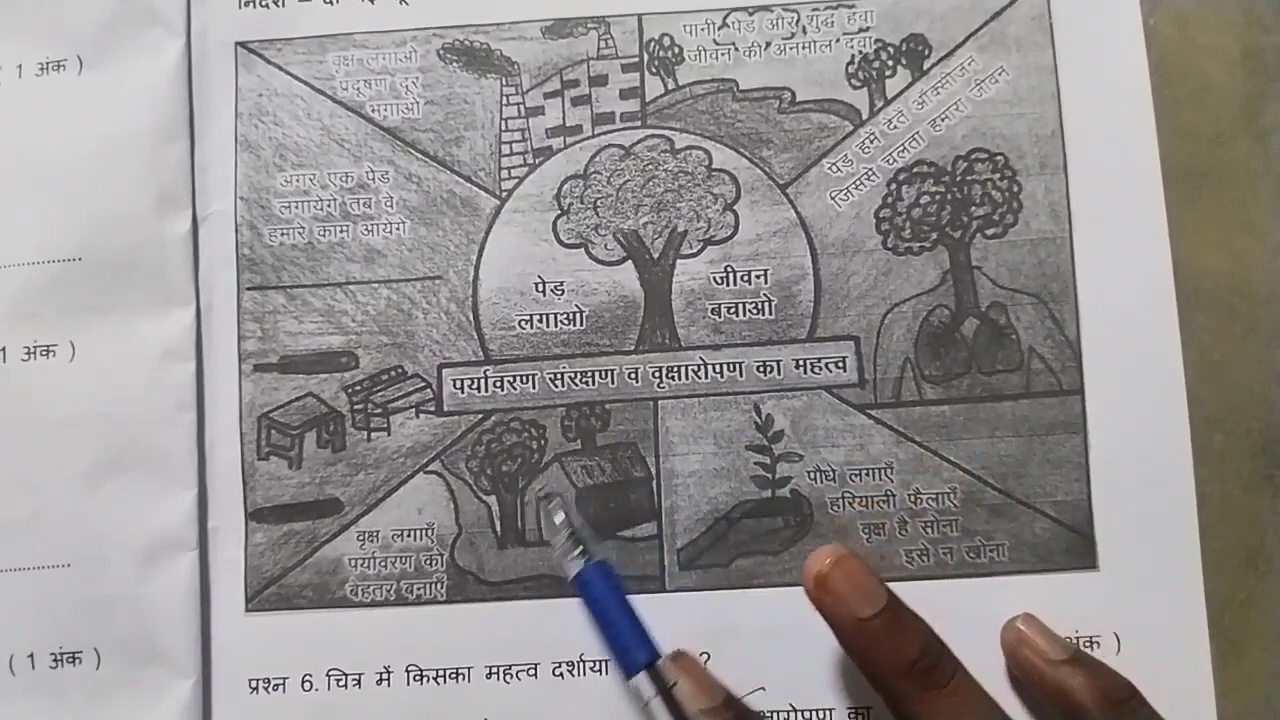 निर्देश –
( 1 अंक )
वृक्ष लगाओ
प्रदूषण दूर
भगाओ
पानी, पेड़ और शुद्ध हवा
जीवन की अनमोल दवा
पेड़ हमें देतें ऑक्सीजन
जिससे चलता हमारा जीवन
अगर एक पेड़
लगायेगे तब वे
हमारे काम आयेंगे
पेड़
लगाओ
जीवन
बचाओ
1 अंक )
पर्यावरण संरक्षण व वृक्षारोपण का महत्व
वृक्ष लगाएँ
पर्यावरण को
बेहतर बनाएँ
पौधे लगाएँ
हरियाली फैलाएँ
वृक्ष है सोना
इसे न खोना
( 1 अंक )
प्रश्न 6. चित्र में किसका महत्व दर्शाया ?
अंक )
का